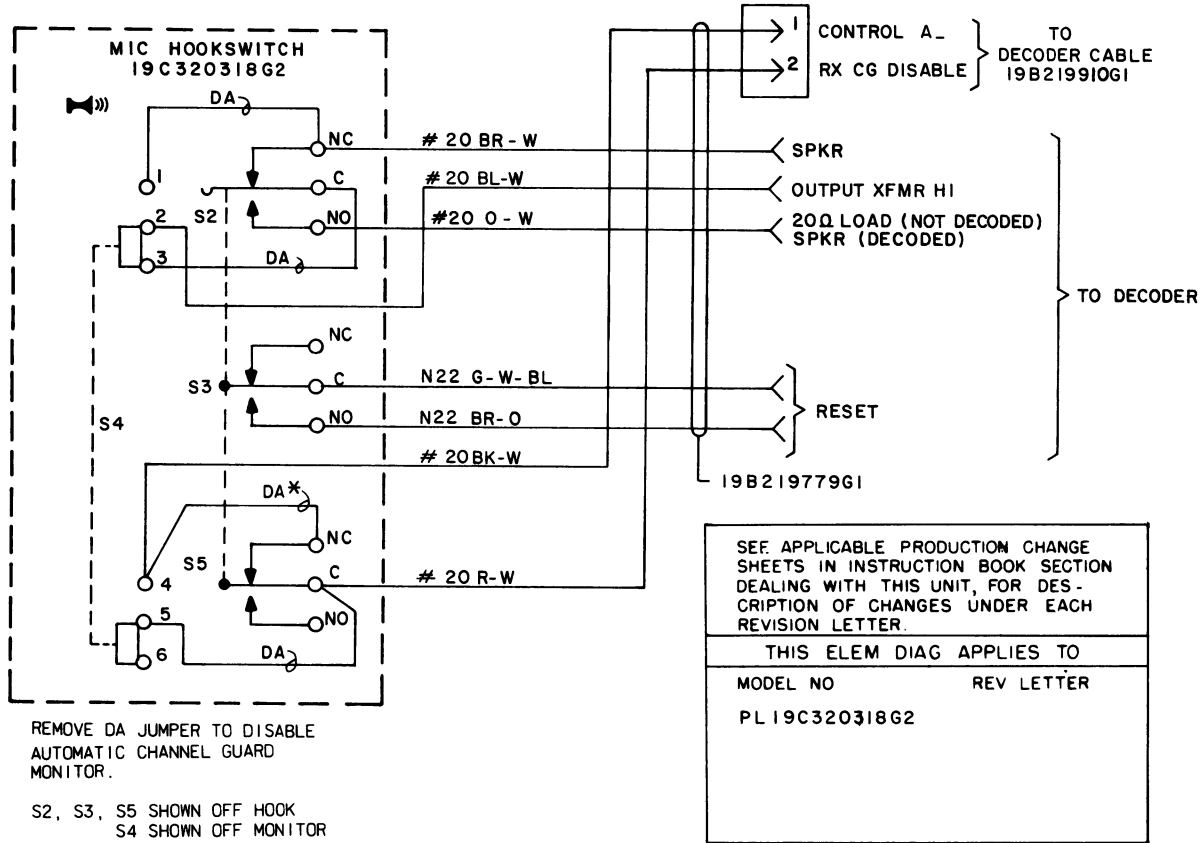 MIC HOOKSWITCH
19C320318G2
DA
NC
1
C
S2
2
NO
3
DA
NC
S3
C
NO
S4
DA*
NC
S5
4
C
5
NO
6
DA
# 20 BR-W
# 20 BL-W
#20 O-W
N22 G-W-BL
N22 BR-O
# 20BK-W
# 20 R-W
1 CONTROL A_
2 RX CG DISABLE
TO
DECODER CABLE
19B219910G1
SPKR
OUTPUT XFMR HI
20Ω LOAD (NOT DECODED)
SPKR (DECODED)
TO DECODER
RESET
19B219779G1
SEE APPLICABLE PRODUCTION CHANGE
SHEETS IN INSTRUCTION BOOK SECTION
DEALING WITH THIS UNIT, FOR DES-
CRIPTION OF CHANGES UNDER EACH
REVISION LETTER.
THIS ELEM DIAG APPLIES TO
MODEL NO REV LETTER
PL19C320318G2
REMOVE DA JUMPER TO DISABLE
AUTOMATIC CHANNEL GUARD
MONITOR.
S2, S3, S5 SHOWN OFF HOOK
S4 SHOWN OFF MONITOR